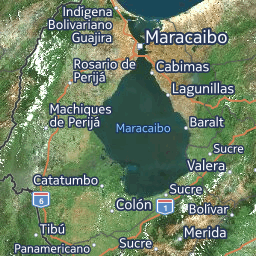 Indigena
Bolivariano
Guajira
Maracaibo
Rosario de
Perijá
Cabimas
Lagunillas
Machiques
de Perijá
Maracaibo
Baralt
Sucre
Valera
Catatumbo
Sucre
6
Colón
1
Bolívar
Tibú
Merida
Panamericano
Sucre